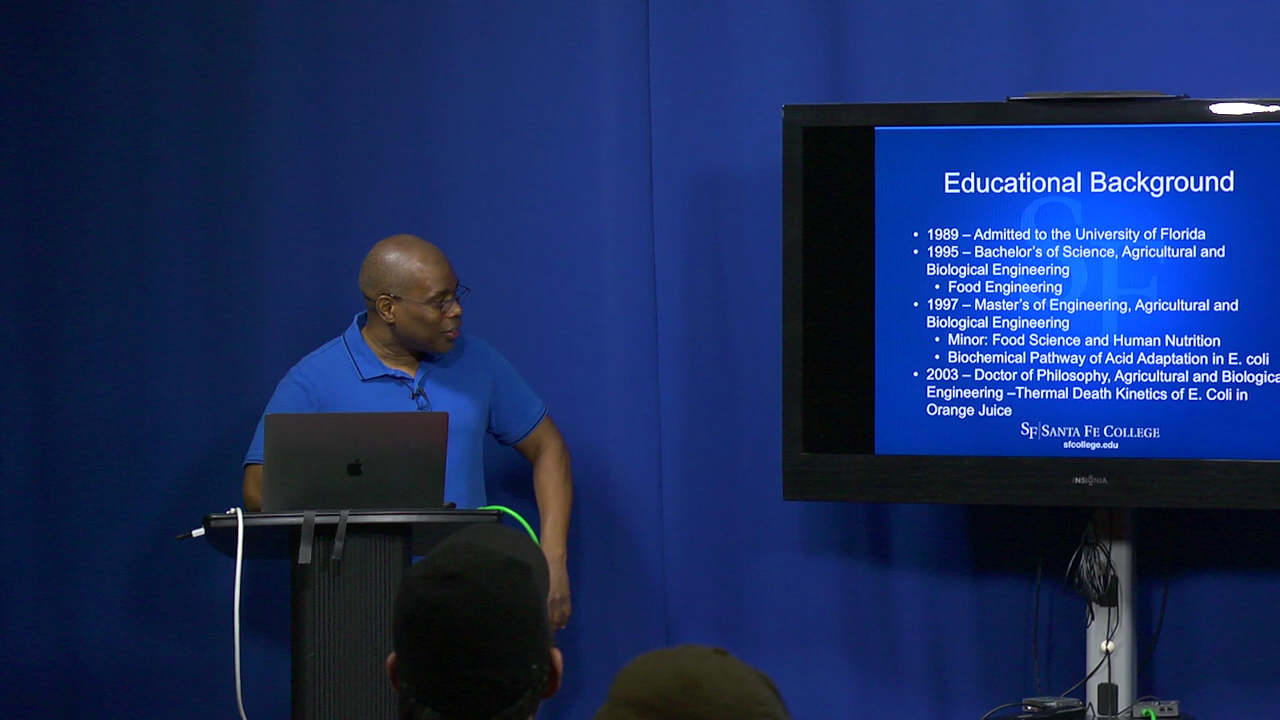 Educational Background
• 1989 – Admitted to the University of Florida
• 1995 – Bachelor's of Science, Agricultural and
Biological Engineering
• Food Engineering
• 1997 – Master's of Engineering, Agricultural and
Biological Engineering
• Minor: Food Science and Human Nutrition
• Biochemical Pathway of Acid Adaptation in E. coli
• 2003 – Doctor of Philosophy, Agricultural and Biologica
Engineering –Thermal Death Kinetics of E. Coli in
Orange Juice
SF
SF SANTA FE COLLEGE
sfcollege.edu
INSIGNIA